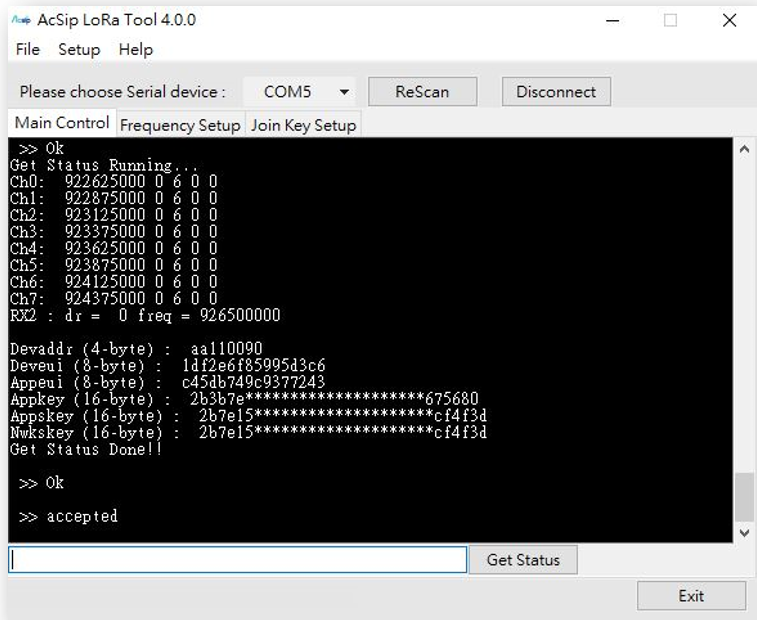 AcSip AcSip LoRa Tool 4.0.0
File Setup Help
Please choose Serial device : COM5 ReScan Disconnect
Main Control Frequency Setup Join Key Setup
>> Ok
Get Status Running...
Ch0: 922625000 0 6 0 0
Ch1: 922875000 0 6 0 0
Ch2: 923125000 0 6 0 0
Ch3: 923375000 0 6 0 0
Ch4: 923625000 0 6 0 0
Ch5: 923875000 0 6 0 0
Ch6: 924125000 0 6 0 0
Ch7: 924375000 0 6 0 0
RX2 : dr = 0 freq = 926500000
Devaddr (4-byte) : aa110090
Deveui (8-byte) : 1df2e6f85995d3c6
Appeui (8-byte) : c45db749c9377243
Appkey (16-byte) : 2b3b7e********************675680
Appskey (16-byte) : 2b7e15********************cf4f3d
Nwkskey (16-byte) : 2b7e15********************cf4f3d
Get Status Done!!
>> Ok
>> accepted
Get Status
Exit